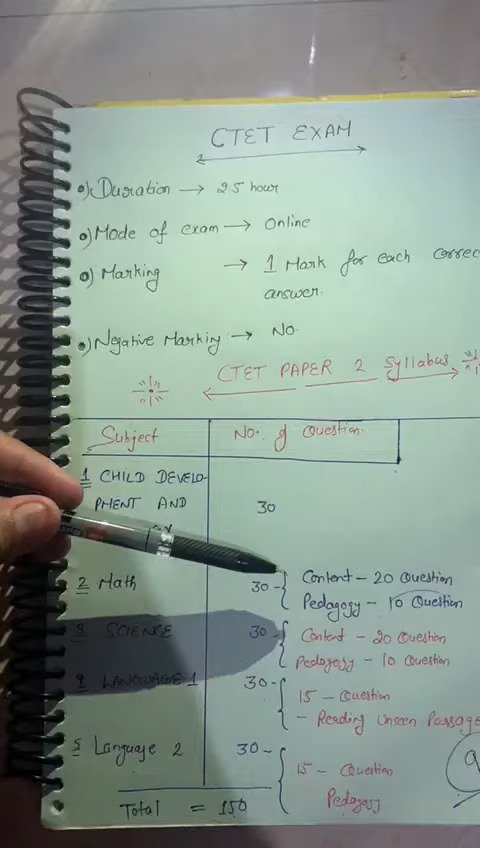 CTET EXAM
•) Duration → 2.5 hour
•) Mode of exam → Online
•) Marking → 1 Mark for each correc
answer.
•) Negative Marking → No.
CTET PAPER 2 Syllabus
Subject No. of Question.
1 CHILD DEVELO-
PMENT AND 30
2 Math 30 - Content - 20 Question
Pedagogy - 10 Question
3 SCIENCE 30 - Content - 20 Question
Pedagogy - 10 Question
4 LANGUAGE 1 30 - 15 - Question
- Reading Unseen Passage
5 Language 2 30 - 15 - Question
Pedagogy
Total = 150